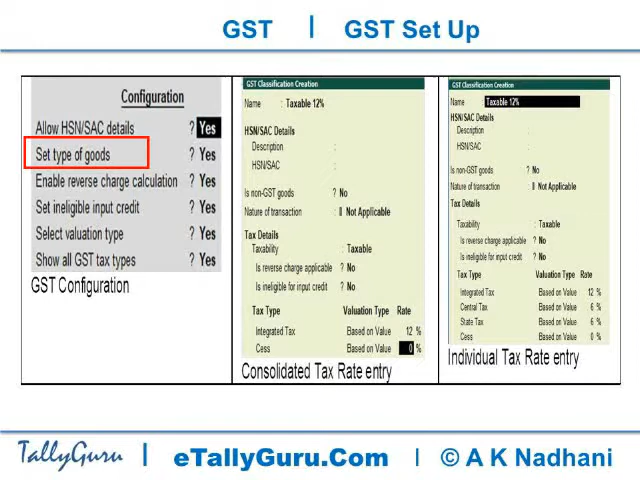 GST | GST Set Up
Configuration
Allow HSN/SAC details ? Yes
Set type of goods ? Yes
Enable reverse charge calculation ? Yes
Set ineligible input credit ? Yes
Select valuation type ? Yes
Show all GST tax types ? Yes
GST Configuration
GST Classification Creation
Name : Taxable 12%
HSN/SAC Details
Description :
HSN/SAC :
Is non-GST goods ? No
Nature of transaction : Not Applicable
Tax Details
Taxability : Taxable
Is reverse charge applicable ? No
Is ineligible for input credit ? No
Tax Type Valuation Type Rate
Integrated Tax Based on Value 12 %
Cess Based on Value 0 %
Consolidated Tax Rate entry
GST Classification Creation
Name : Taxable 12%
HSN/SAC Details
Description :
HSN/SAC :
Is non-GST goods ? No
Nature of transaction : Not Applicable
Tax Details
Taxability : Taxable
Is reverse charge applicable ? No
Is ineligible for input credit ? No
Tax Type Valuation Type Rate
Integrated Tax Based on Value 12 %
Central Tax Based on Value 6 %
State Tax Based on Value 6 %
Cess Based on Value 0 %
Individual Tax Rate entry
TallyGuru | eTallyGuru.Com | © A K Nadhani